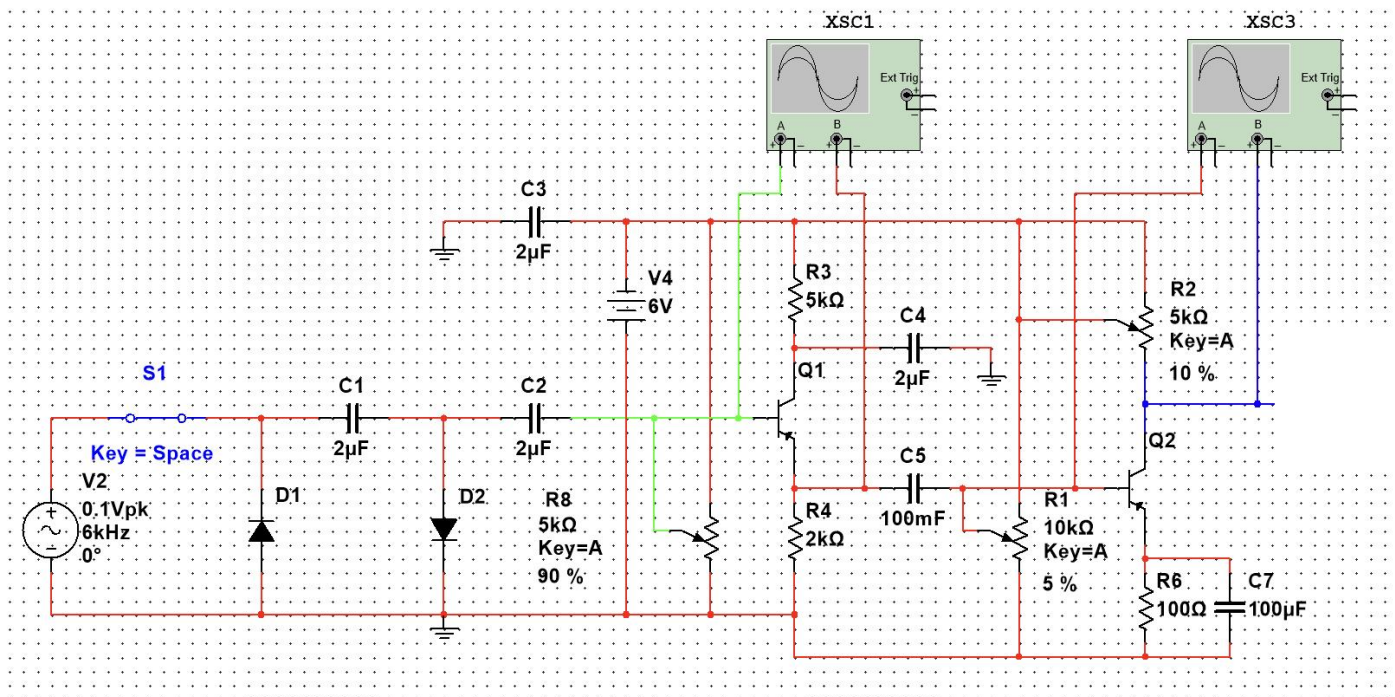 XSC1
XSC3
Ext Trig
+
−
A
B
+
−
+
−
Ext Trig
+
−
A
B
+
−
+
−
C3
2µF
V4
6V
R3
5kΩ
R2
5kΩ
Key=A
10 %
C4
2µF
Q1
S1
Key = Space
C1
2µF
C2
2µF
Q2
V2
0.1Vpk
6kHz
0°
+
−
D1
D2
R8
5kΩ
Key=A
90 %
C5
100mF
R4
2kΩ
R1
10kΩ
Key=A
5 %
R6
100Ω
C7
100µF